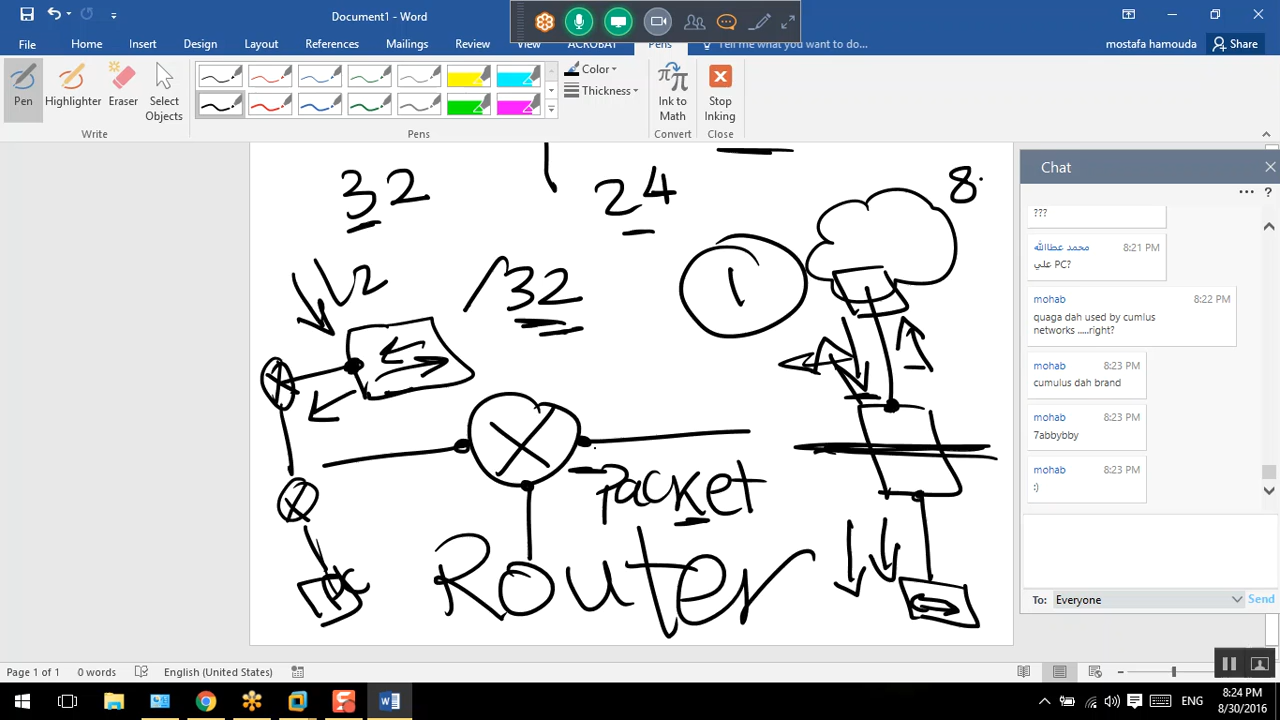 Document1 - Word
File
Home
Insert
Design
Layout
References
Mailings
Review
View
ACROBAT
Pens
Tell me what you want to do...
mostafa hamouda
Share
Pen
Highlighter
Eraser
Select Objects
Color
Thickness
Ink to Math
Stop Inking
Write
Pens
Convert
Close
Chat
???
محمد عطاالله 8:21 PM
علي PC?
mohab 8:22 PM
quaga dah used by cumlus
networks .....right?
mohab 8:23 PM
cumulus dah brand
mohab 8:23 PM
7abbybby
mohab 8:23 PM
:)
To: Everyone
Send
32
24
8.
/32
1
packet
Router
PC
Page 1 of 1
0 words
English (United States)
ENG
8:24 PM
8/30/2016